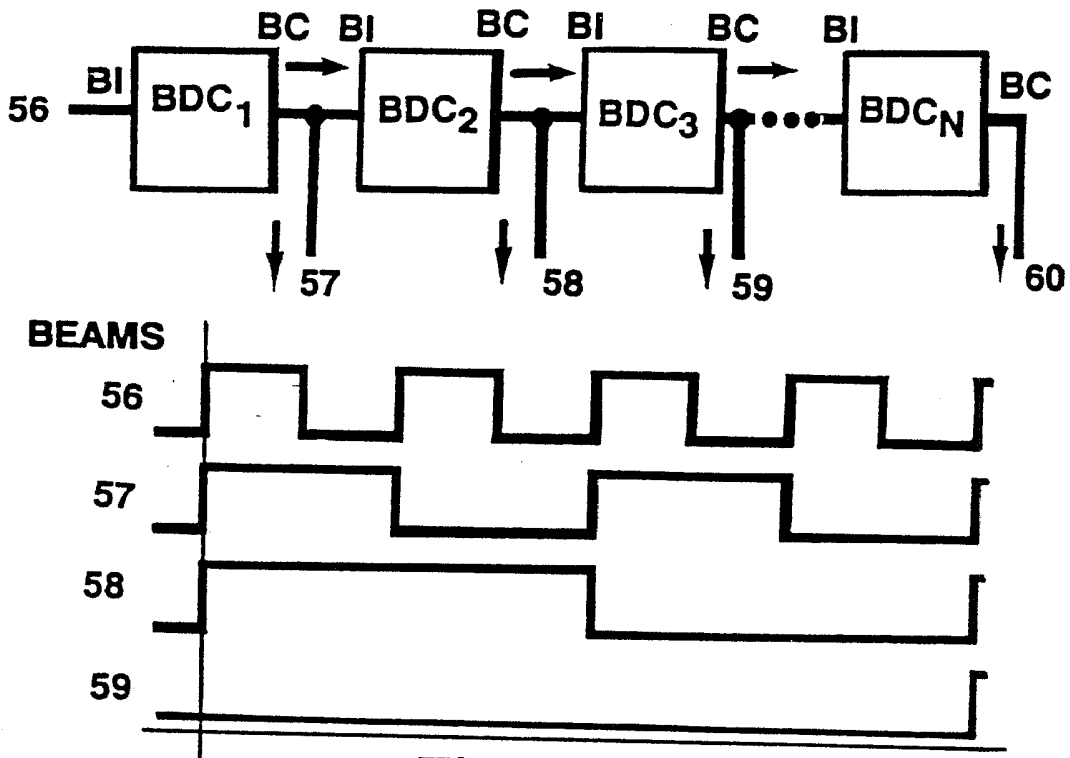 BC BI BC BI BC BI
BI BC
56 BDC1 BDC2 BDC3 BDCN
57 58 59 60
BEAMS
56
57
58
59